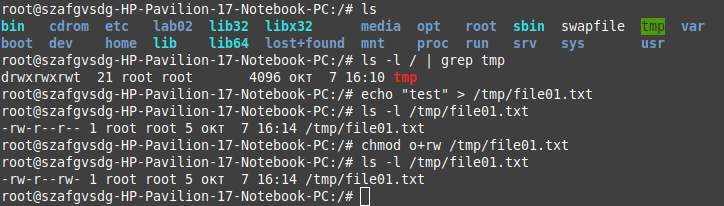 root@szafgvsdg-HP-Pavilion-17-Notebook-PC:/# ls
bin cdrom etc lab02 lib32 libx32 media opt root sbin swapfile tmp var
boot dev home lib lib64 lost+found mnt proc run srv sys usr
root@szafgvsdg-HP-Pavilion-17-Notebook-PC:/# ls -l / | grep tmp
drwxrwxrwt 21 root root 4096 окт 7 16:10 tmp
root@szafgvsdg-HP-Pavilion-17-Notebook-PC:/# echo "test" > /tmp/file01.txt
root@szafgvsdg-HP-Pavilion-17-Notebook-PC:/# ls -l /tmp/file01.txt
-rw-r--r-- 1 root root 5 окт 7 16:14 /tmp/file01.txt
root@szafgvsdg-HP-Pavilion-17-Notebook-PC:/# chmod o+rw /tmp/file01.txt
root@szafgvsdg-HP-Pavilion-17-Notebook-PC:/# ls -l /tmp/file01.txt
-rw-r--rw- 1 root root 5 окт 7 16:14 /tmp/file01.txt
root@szafgvsdg-HP-Pavilion-17-Notebook-PC:/#